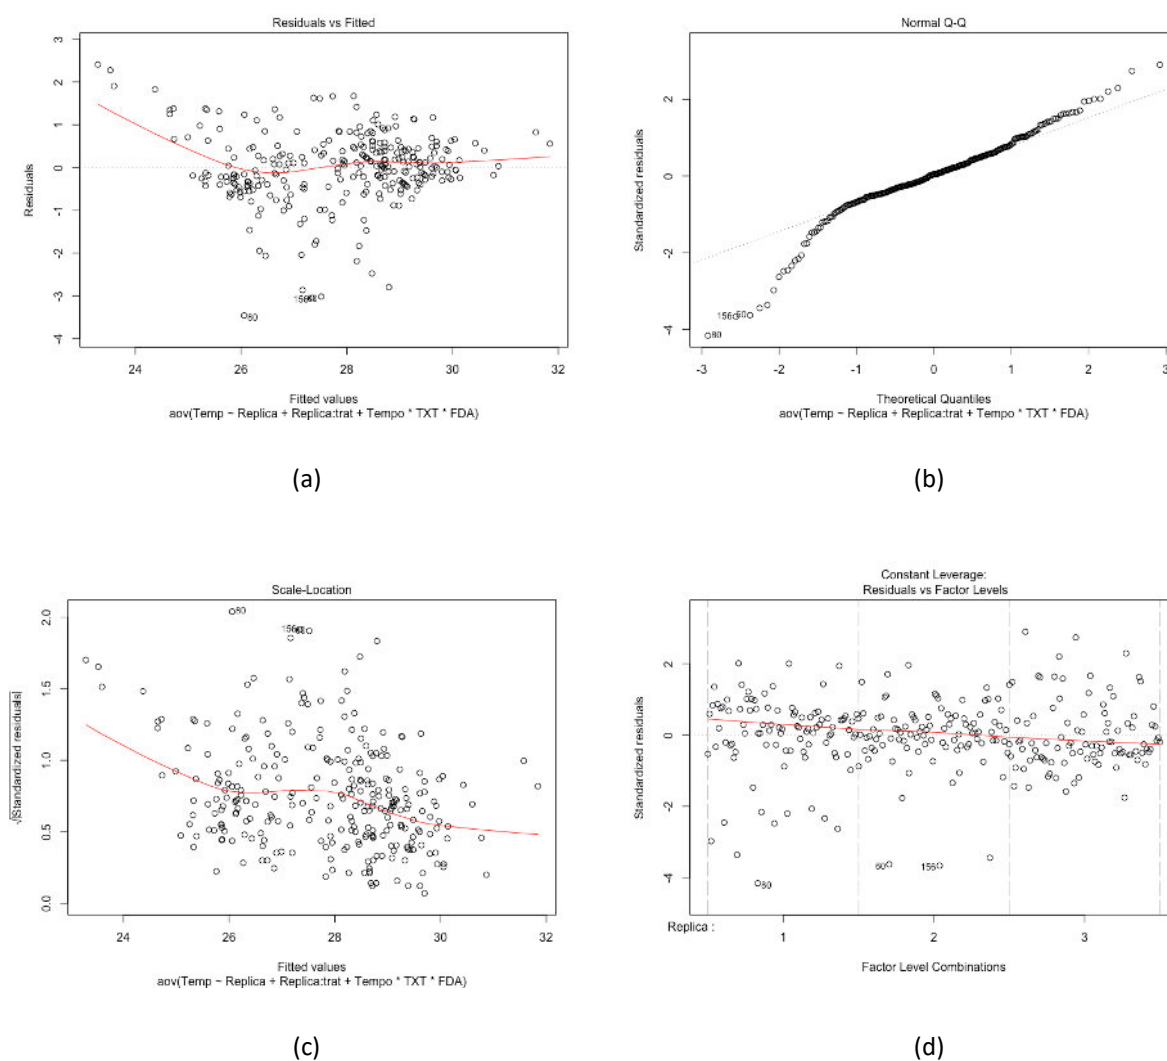 Residuals vs Fitted
Residuals
3
2
1
0
-1
-2
-3
-4
156
60
80
24
26
28
30
32
Fitted values
aov(Temp ~ Replica + Replica:trat + Tempo * TXT * FDA)
(a)
Normal Q-Q
Standardized residuals
2
0
-2
-4
156
60
80
-3
-2
-1
0
1
2
3
Theoretical Quantiles
aov(Temp ~ Replica + Replica:trat + Tempo * TXT * FDA)
(b)
Scale-Location
√|Standardized residuals|
2.0
1.5
1.0
0.5
0.0
80
156
60
24
26
28
30
32
Fitted values
aov(Temp ~ Replica + Replica:trat + Tempo * TXT * FDA)
(c)
Constant Leverage:
Residuals vs Factor Levels
Standardized residuals
2
0
-2
-4
60
156
80
Replica :
1
2
3
Factor Level Combinations
(d)